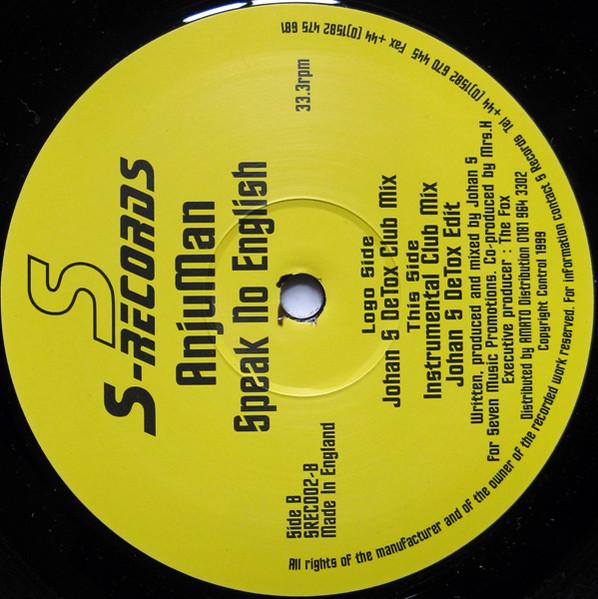 S
S-RECORDS
AnjuMan
Speak No English
Side B
SREC002-B
Made In England
33.3rpm
Logo Side
Johan S DeTox Club Mix
This Side
Instrumental Club Mix
Johan S DeTox Edit
Written, produced and mixed by Johan S
For Seven Music Promotions. Co-produced by Mrs.H
Executive producer : The Fox
Distributed by AMATO Distribution 0181 964 3302
Copyright Control 1999
All rights of the manufacturer and of the owner of the recorded work reserved. For information contact S Records Tel +44 (0)1582 670 445 Fax +44 (0)1582 475 681